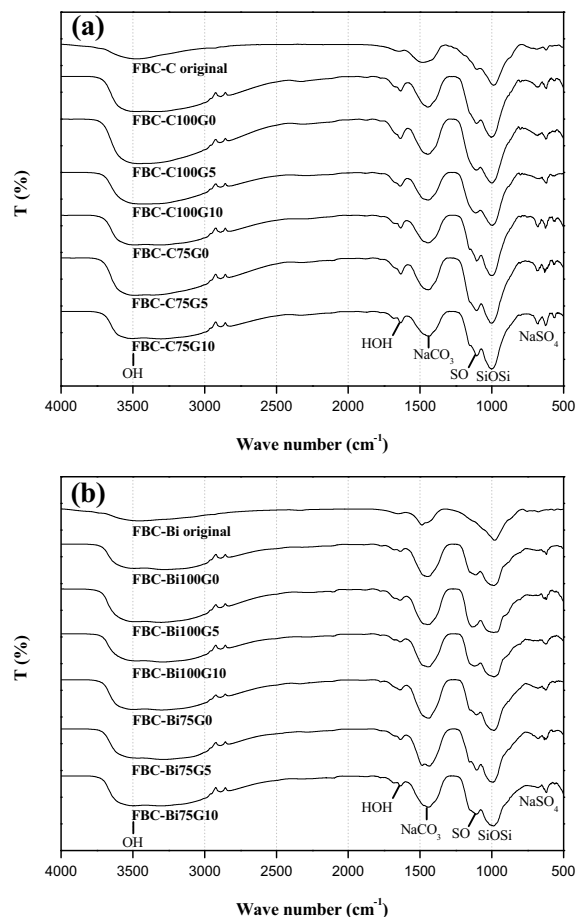 (a)
FBC-C original
FBC-C100G0
FBC-C100G5
FBC-C100G10
FBC-C75G0
FBC-C75G5
FBC-C75G10
OH
HOH
NaCO₃
SO
SiOSi
NaSO₄
T (%)
4000 3500 3000 2500 2000 1500 1000 500
Wave number (cm⁻¹)
(b)
FBC-Bi original
FBC-Bi100G0
FBC-Bi100G5
FBC-Bi100G10
FBC-Bi75G0
FBC-Bi75G5
FBC-Bi75G10
OH
HOH
NaCO₃
SO
SiOSi
NaSO₄
T (%)
4000 3500 3000 2500 2000 1500 1000 500
Wave number (cm⁻¹)